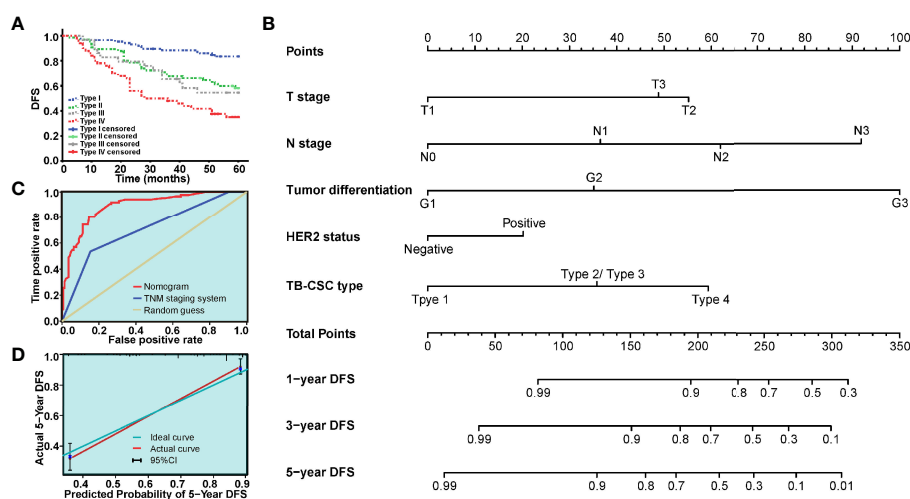 A
1.0
0.8
0.6
0.4
0.2
0.0
DFS
Type I
Type II
Type III
Type IV
Type I censored
Type II censored
Type III censored
Type IV censored
0 10 20 30 40 50 60
Time (months)
B
Points
0 10 20 30 40 50 60 70 80 90 100
T stage
T3
T1 T2
N stage
N1 N3
N0 N2
Tumor differentiation
G2
G1 G3
HER2 status
Positive
Negative
TB-CSC type
Type 2/ Type 3
Tpye 1 Type 4
Total Points
0 50 100 150 200 250 300 350
1−year DFS
0.99 0.9 0.8 0.7 0.5 0.3
3−year DFS
0.99 0.9 0.8 0.7 0.5 0.3 0.1
5−year DFS
0.99 0.9 0.8 0.7 0.5 0.3 0.1 0.01
C
Time positive rate
1.0
0.8
0.6
0.4
0.2
0.0
Nomogram
TNM staging system
Random guess
0.0 0.2 0.4 0.6 0.8 1.0
False positive rate
D
Actual 5−Year DFS
1.0
0.8
0.6
0.4
Ideal curve
Actual curve
95%CI
0.4 0.5 0.6 0.7 0.8 0.9
Predicted Probability of 5-Year DFS